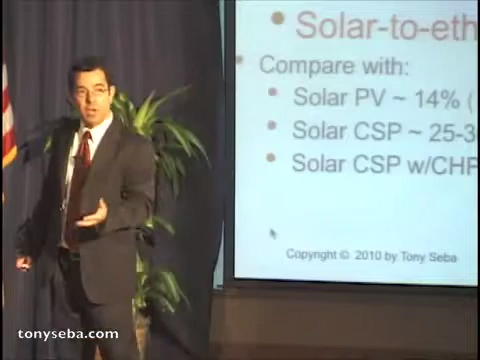 Solar-to-eth
Compare with:
Solar PV ~ 14% (
Solar CSP ~ 25-3
Solar CSP w/CHP
Copyright © 2010 by Tony Seba
tonyseba.com